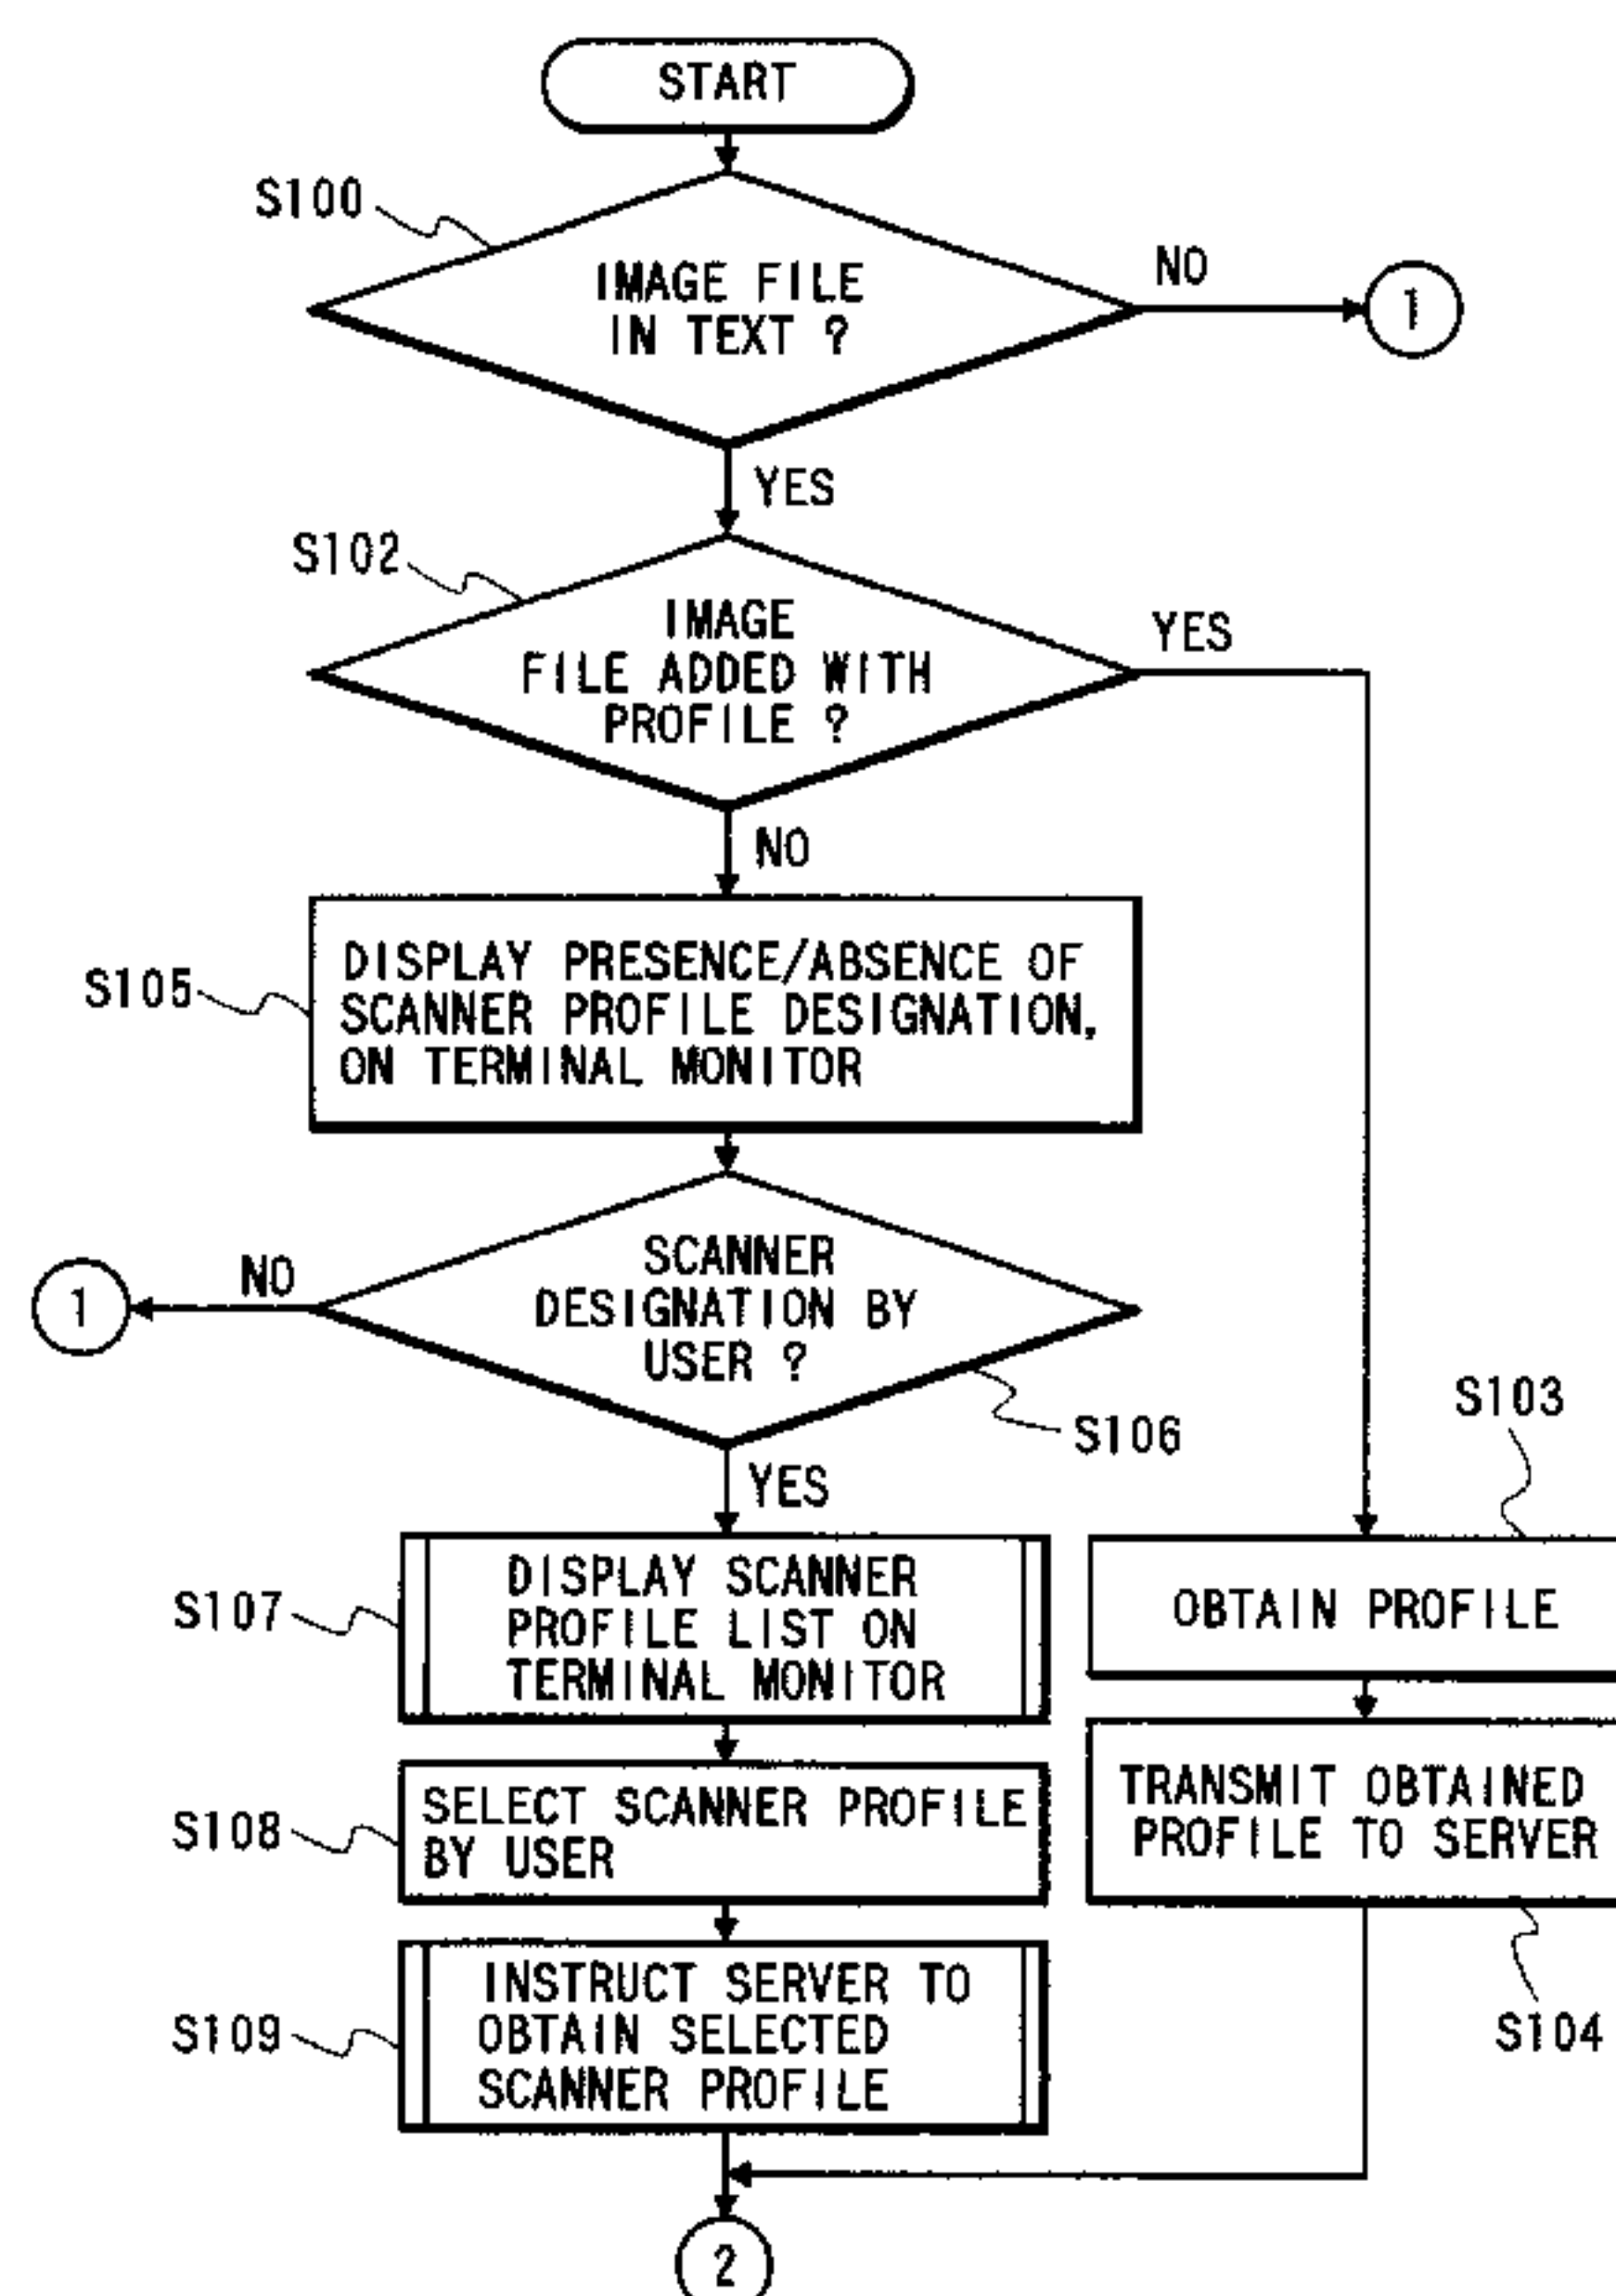 START
S100
IMAGE FILE
IN TEXT ?
NO
1
YES
S102
IMAGE
FILE ADDED WITH
PROFILE ?
YES
NO
S105
DISPLAY PRESENCE/ABSENCE OF
SCANNER PROFILE DESIGNATION,
ON TERMINAL MONITOR
1
NO
SCANNER
DESIGNATION BY
USER ?
S106
YES
S107
DISPLAY SCANNER
PROFILE LIST ON
TERMINAL MONITOR
S108
SELECT SCANNER PROFILE
BY USER
S109
INSTRUCT SERVER TO
OBTAIN SELECTED
SCANNER PROFILE
S103
OBTAIN PROFILE
TRANSMIT OBTAINED
PROFILE TO SERVER
S104
2